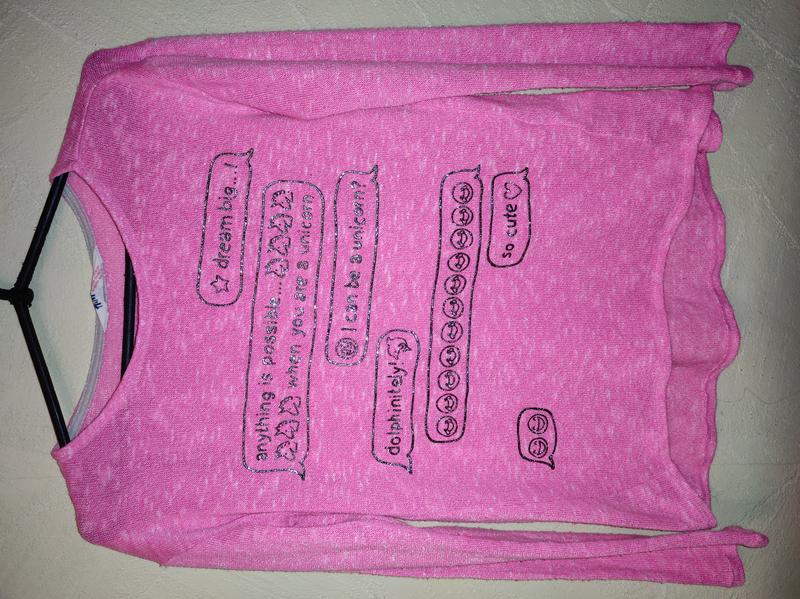 dream big...!
anything is possible...
when you are a unicorn
I can be a unicorn?
dolphinitely!
so cute